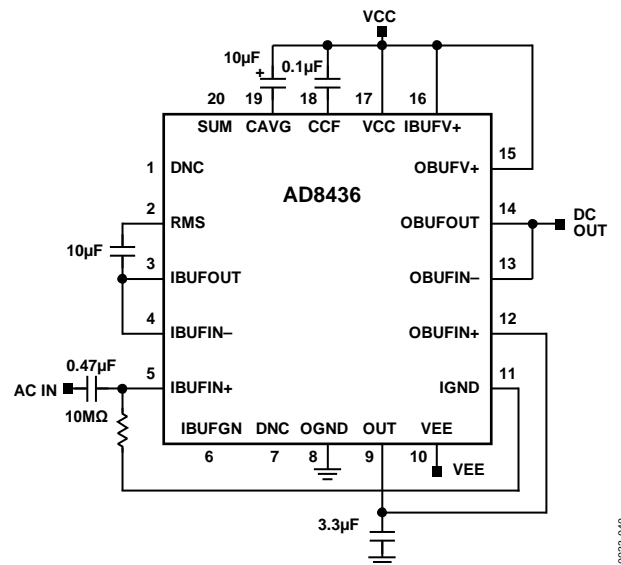 VCC
10µF
+
0.1µF
20 19 18 17 16
SUM CAVG CCF VCC IBUFV+
15
OBUFV+
1
DNC
AD8436
2
RMS
14
OBUFOUT
DC
OUT
10µF
3
IBUFOUT
13
OBUFIN–
4
IBUFIN–
12
OBUFIN+
0.47µF
AC IN
5
IBUFIN+
11
IGND
10MΩ
IBUFGN DNC OGND OUT VEE
6 7 8 9 10
VEE
3.3µF